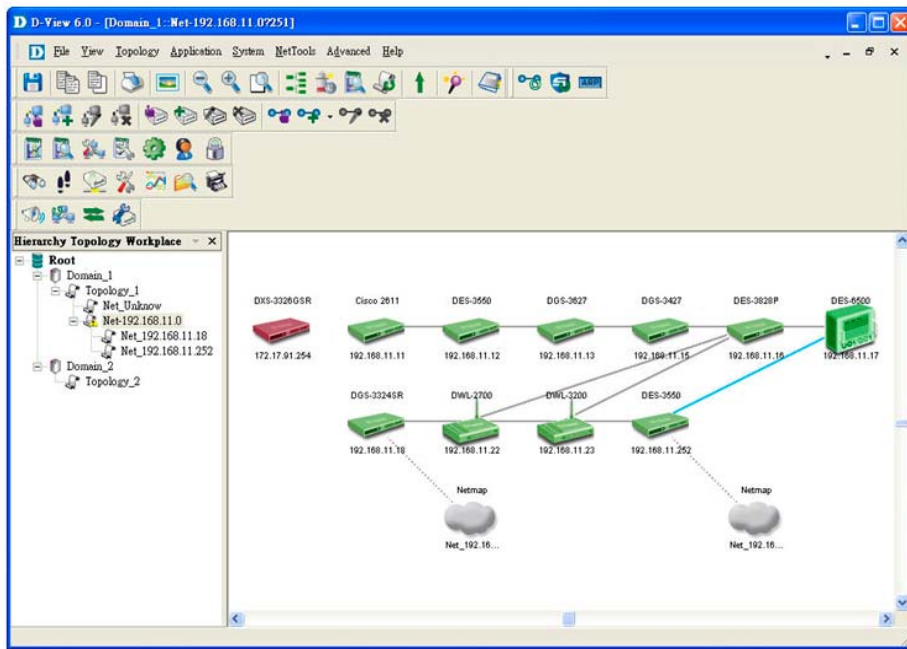 D-View 6.0 - [Domain_1::Net-192.168.11.0?251]
File View Topology Application System NetTools Advanced Help
Hierarchy Topology Workplace
Root
Domain_1
Topology_1
Net_Unknow
Net-192.168.11.0
Net_192.168.11.18
Net_192.168.11.252
Domain_2
Topology_2
DXS-3326GSR Cisco 2611 DES-3550 DGS-3627 DGS-3427 DES-3828P DES-6500
172.17.91.254 192.168.11.11 192.168.11.12 192.168.11.13 192.168.11.15 192.168.11.16 192.168.11.17
DGS-3324SR DWL-2700 DWL-3200 DES-3550
192.168.11.18 192.168.11.22 192.168.11.23 192.168.11.252
Netmap Netmap
Net_192.16... Net_192.16...